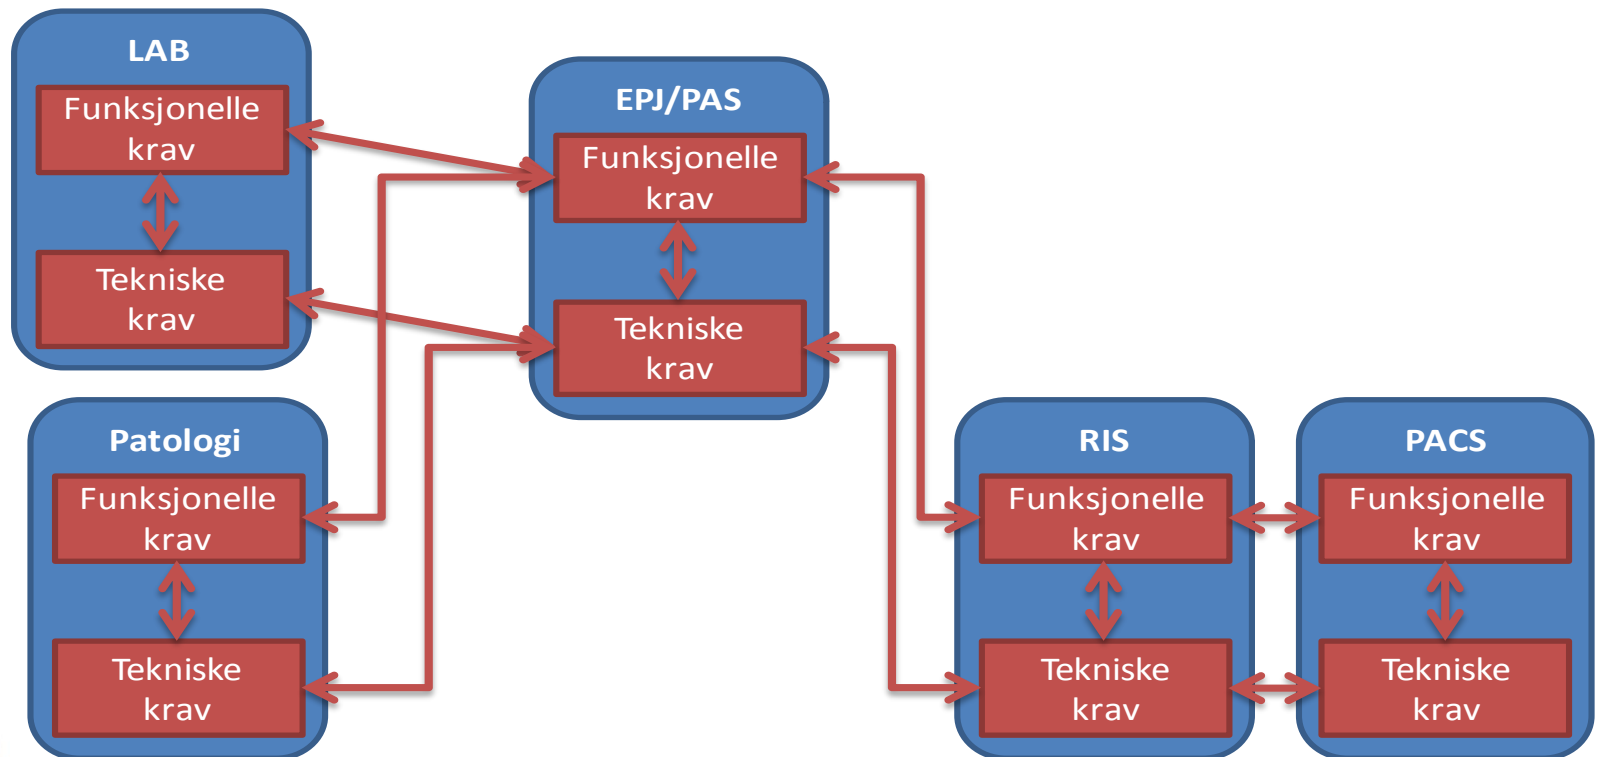 LAB
Funksjonelle
krav
Tekniske
krav
EPJ/PAS
Funksjonelle
krav
Tekniske
krav
Patologi
Funksjonelle
krav
Tekniske
krav
RIS
Funksjonelle
krav
Tekniske
krav
PACS
Funksjonelle
krav
Tekniske
krav